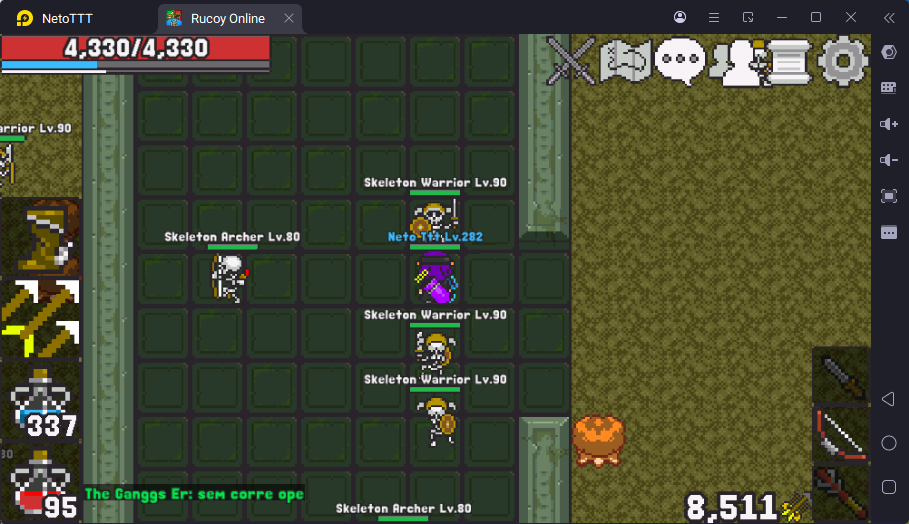 NetoTTT
Rucoy Online
4,330/4,330
arrior Lv.90
Skeleton Warrior Lv.90
Skeleton Archer Lv.80
Neto Ttt Lv.282
Skeleton Warrior Lv.90
Skeleton Warrior Lv.90
337
80
95
The Ganggs Er: sem corre ope
Skeleton Archer Lv.80
8,511